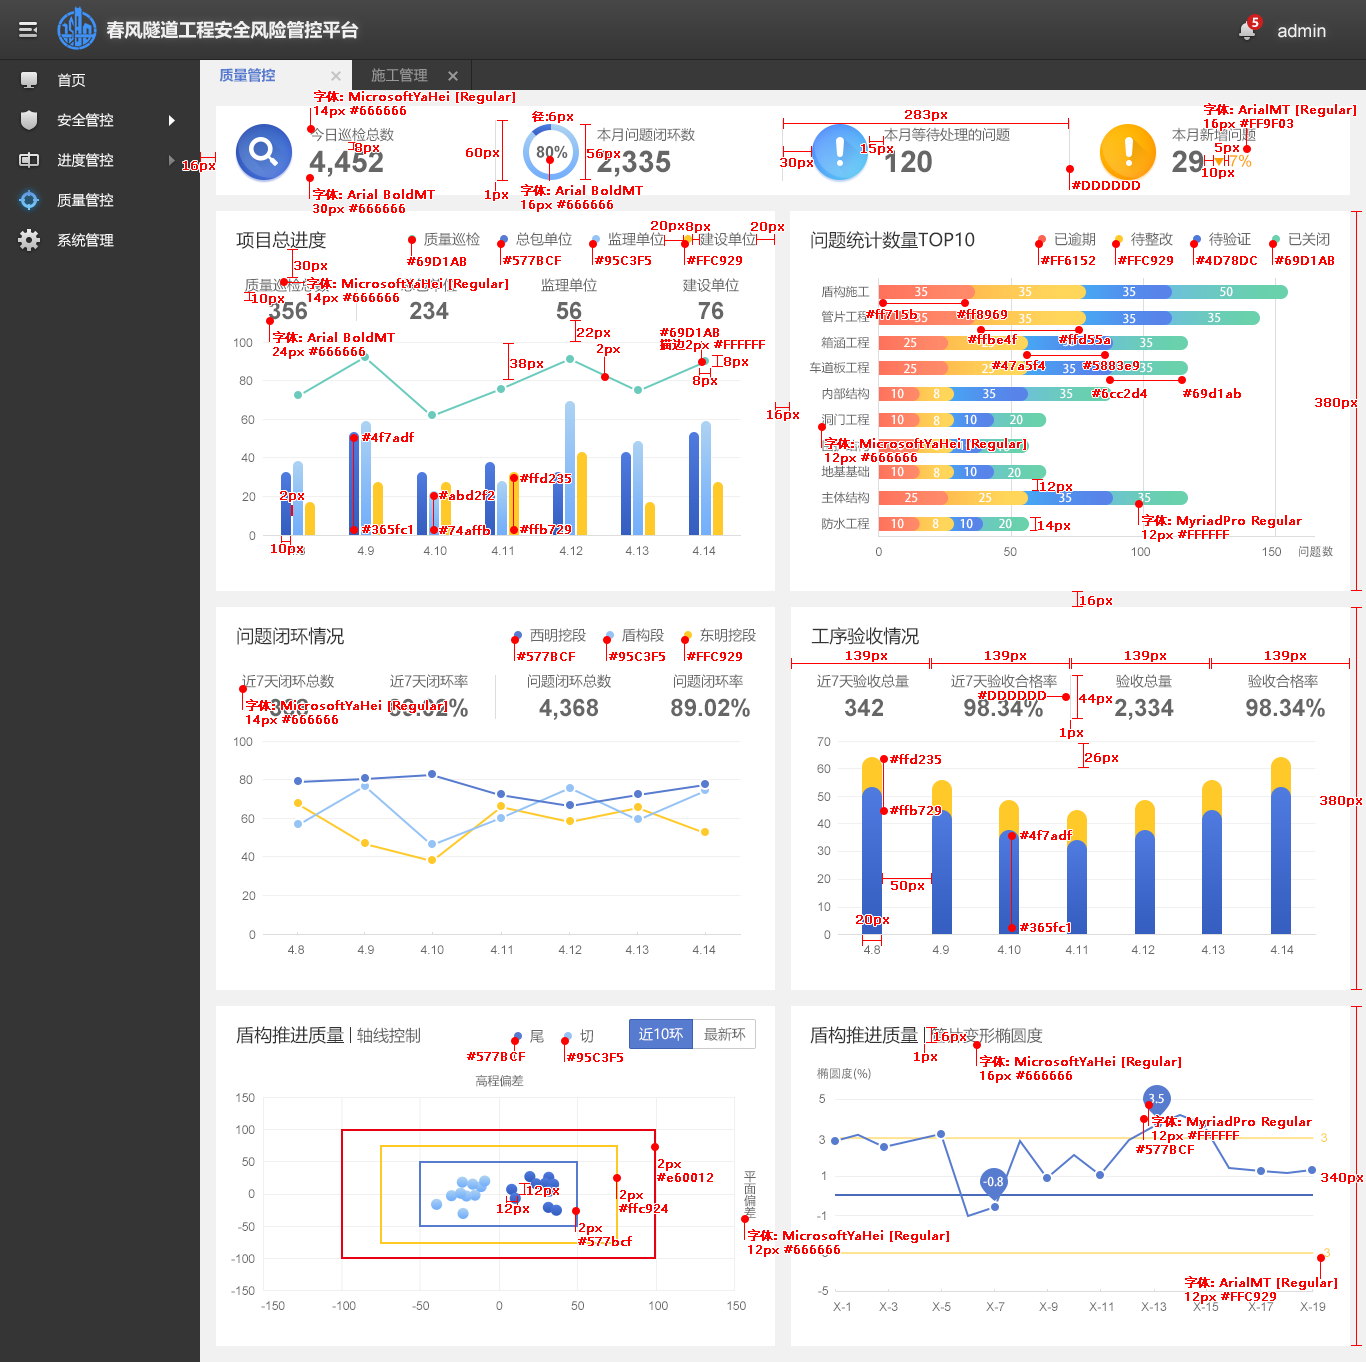 春风隧道工程安全风险管控平台
5
admin
首页
安全管控
进度管控
质量管控
系统管理
质量管控 ×
施工管理 ×
字体: MicrosoftYaHei [Regular]
14px #666666
今日巡检总数
8px
4,452
字体: Arial BoldMT
30px #666666
16px
60px
1px
径:6px
80%
56px
本月问题闭环数
2,335
字体: Arial BoldMT
16px #666666
283px
30px
15px
本月等待处理的问题
120
#DDDDDD
字体: ArialMT [Regular]
16px #FF9F03
本月新增问题
5px
29
7%
10px
项目总进度
质量巡检
总包单位
监理单位
建设单位
20px
8px
20px
#69D1AB
#577BCF
#95C3F5
#FFC929
30px
质量巡检总数
字体: MicrosoftYaHei [Regular]
14px #666666
10px
356
234
监理单位
56
建设单位
76
字体: Arial BoldMT
24px #666666
22px
#69D1AB
描边2px #FFFFFF
2px
38px
8px
8px
100
80
60
40
20
0
#4f7adf
#365fc1
#abd2f2
#74affb
#ffd235
#ffb729
2px
10px
4.9
4.10
4.11
4.12
4.13
4.14
16px
问题统计数量TOP10
已逾期
待整改
待验证
已关闭
#FF6152
#FFC929
#4D78DC
#69D1AB
盾构施工 35 35 35 50
管片工程 35 35 35
#ff715b
#ff8969
箱涵工程 25 35 35
#ffbe4f
#ffd55a
车道板工程 25 35 35
#47a5f4
#5883e9
内部结构 10 8 35 35
#6cc2d4
#69d1ab
洞门工程 10 8 10 20
字体: MicrosoftYaHei [Regular]
12px #666666
地基基础 10 8 10 20
12px
主体结构 25 25 35 35
防水工程 10 8 10 20
14px
字体: MyriadPro Regular
12px #FFFFFF
0 50 100 150 问题数
380px
16px
问题闭环情况
西明挖段
盾构段
东明挖段
#577BCF
#95C3F5
#FFC929
近7天闭环总数
近7天闭环率
问题闭环总数
4,368
问题闭环率
89.02%
字体: MicrosoftYaHei [Regular]
14px #666666
100
80
60
40
20
0
4.8 4.9 4.10 4.11 4.12 4.13 4.14
工序验收情况
139px 139px 139px 139px
近7天验收总量
342
近7天验收合格率
98.34%
验收总量
2,334
验收合格率
98.34%
#DDDDDD
44px
1px
26px
70
60
50
40
30
20
10
0
#ffd235
#ffb729
#4f7adf
#365fc1
50px
20px
4.8 4.9 4.10 4.11 4.12 4.13 4.14
380px
盾构推进质量 | 轴线控制
尾
切
#577BCF
#95C3F5
近10环
最新环
高程偏差
150
100
50
0
-50
-100
-150
12px
12px
2px
#e60012
2px
#ffc924
2px
#577bcf
平面偏差
字体: MicrosoftYaHei [Regular]
12px #666666
-150 -100 -50 0 50 100 150
盾构推进质量
管片变形椭圆度
16px
1px
字体: MicrosoftYaHei [Regular]
16px #666666
椭圆度(%)
5
3
1
-1
-5
3.5
-0.8
字体: MyriadPro Regular
12px #FFFFFF
#577BCF
3
340px
字体: ArialMT [Regular]
12px #FFC929
X-1 X-3 X-5 X-7 X-9 X-11 X-13 X-15 X-17 X-19